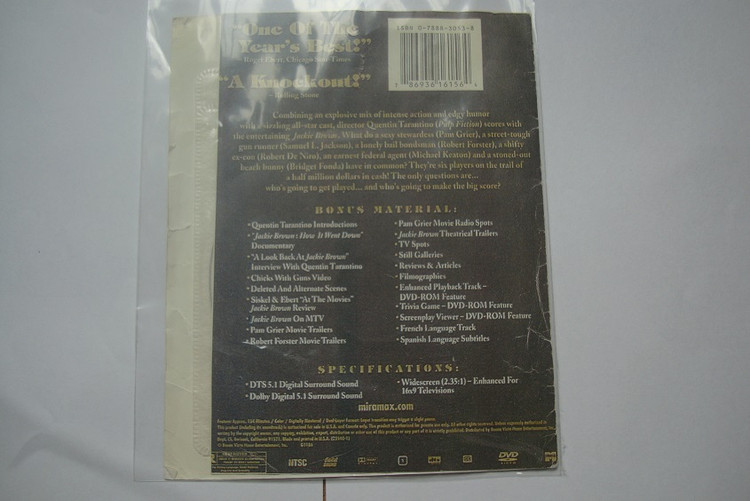 "One Of The
Year's Best!"
- Roger Ebert, Chicago Sun-Times
"A Knockout!"
- Rolling Stone
ISBN 0-7888-3053-8
86936 16156
Combining an explosive mix of intense action and edgy humor
with a sizzling all-star cast, director Quentin Tarantino (Pulp Fiction) scores with
the entertaining Jackie Brown. What do a sexy stewardess (Pam Grier), a street-tough
gun runner (Samuel L. Jackson), a lonely bail bondsman (Robert Forster), a shifty
ex-con (Robert De Niro), an earnest federal agent (Michael Keaton) and a stoned-out
beach bunny (Bridget Fonda) have in common? They're six players on the trail of
a half million dollars in cash! The only questions are...
who's going to get played.... and who's going to make the big score?
BONUS MATERIAL:
• Quentin Tarantino Introductions
• "Jackie Brown: How It Went Down"
Documentary
• "A Look Back At Jackie Brown"
Interview With Quentin Tarantino
• Chicks With Guns Video
• Deleted And Alternate Scenes
• Siskel & Ebert "At The Movies"
Jackie Brown Review
• Jackie Brown On MTV
• Pam Grier Movie Trailers
• Robert Forster Movie Trailers
• Pam Grier Movie Radio Spots
• Jackie Brown Theatrical Trailers
• TV Spots
• Still Galleries
• Reviews & Articles
• Filmographies
• Enhanced Playback Track –
DVD-ROM Feature
• Trivia Game – DVD-ROM Feature
• Screenplay Viewer – DVD-ROM Feature
• French Language Track
• Spanish Language Subtitles
SPECIFICATIONS:
• DTS 5.1 Digital Surround Sound
• Dolby Digital 5.1 Surround Sound
• Widescreen (2.35:1) – Enhanced For
16x9 Televisions
miramax.com
NTSC
DVD